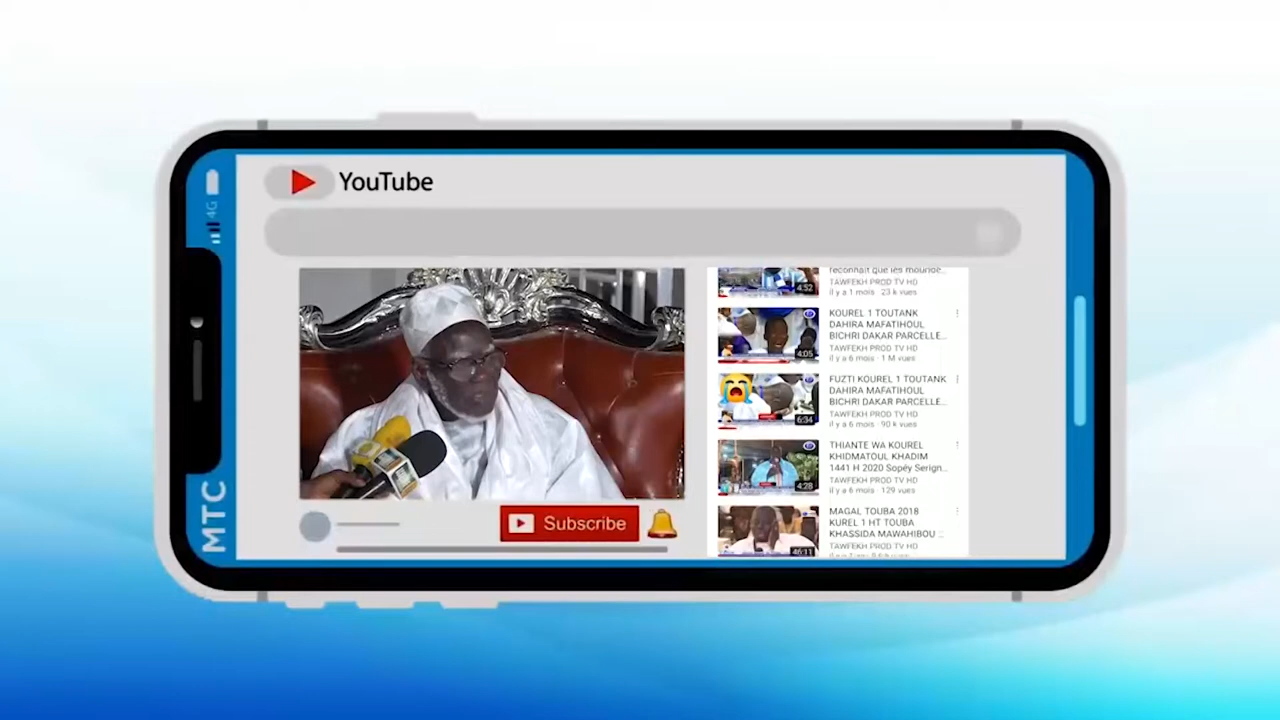 YouTube
4G
MTC
Subscribe
reconnaît que les mouride...
TAWFEKH PROD TV HD
il y a 1 mois · 23 k vues
4:52
KOUREL 1 TOUTANK
DAHIRA MAFATIHOUL
BICHRI DAKAR PARCELLE...
TAWFEKH PROD TV HD
il y a 6 mois · 1 M vues
4:05
FUZTI KOUREL 1 TOUTANK
DAHIRA MAFATIHOUL
BICHRI DAKAR PARCELLE...
TAWFEKH PROD TV HD
il y a 6 mois · 90 k vues
6:34
THIANTE WA KOUREL
KHIDMATOUL KHADIM
1441 H 2020 Sopéy Serign...
TAWFEKH PROD TV HD
il y a 6 mois · 129 vues
4:28
MAGAL TOUBA 2018
KUREL 1 HT TOUBA
KHASSIDA MAWAHIBOU :
TAWFEKH PROD TV HD
46:11